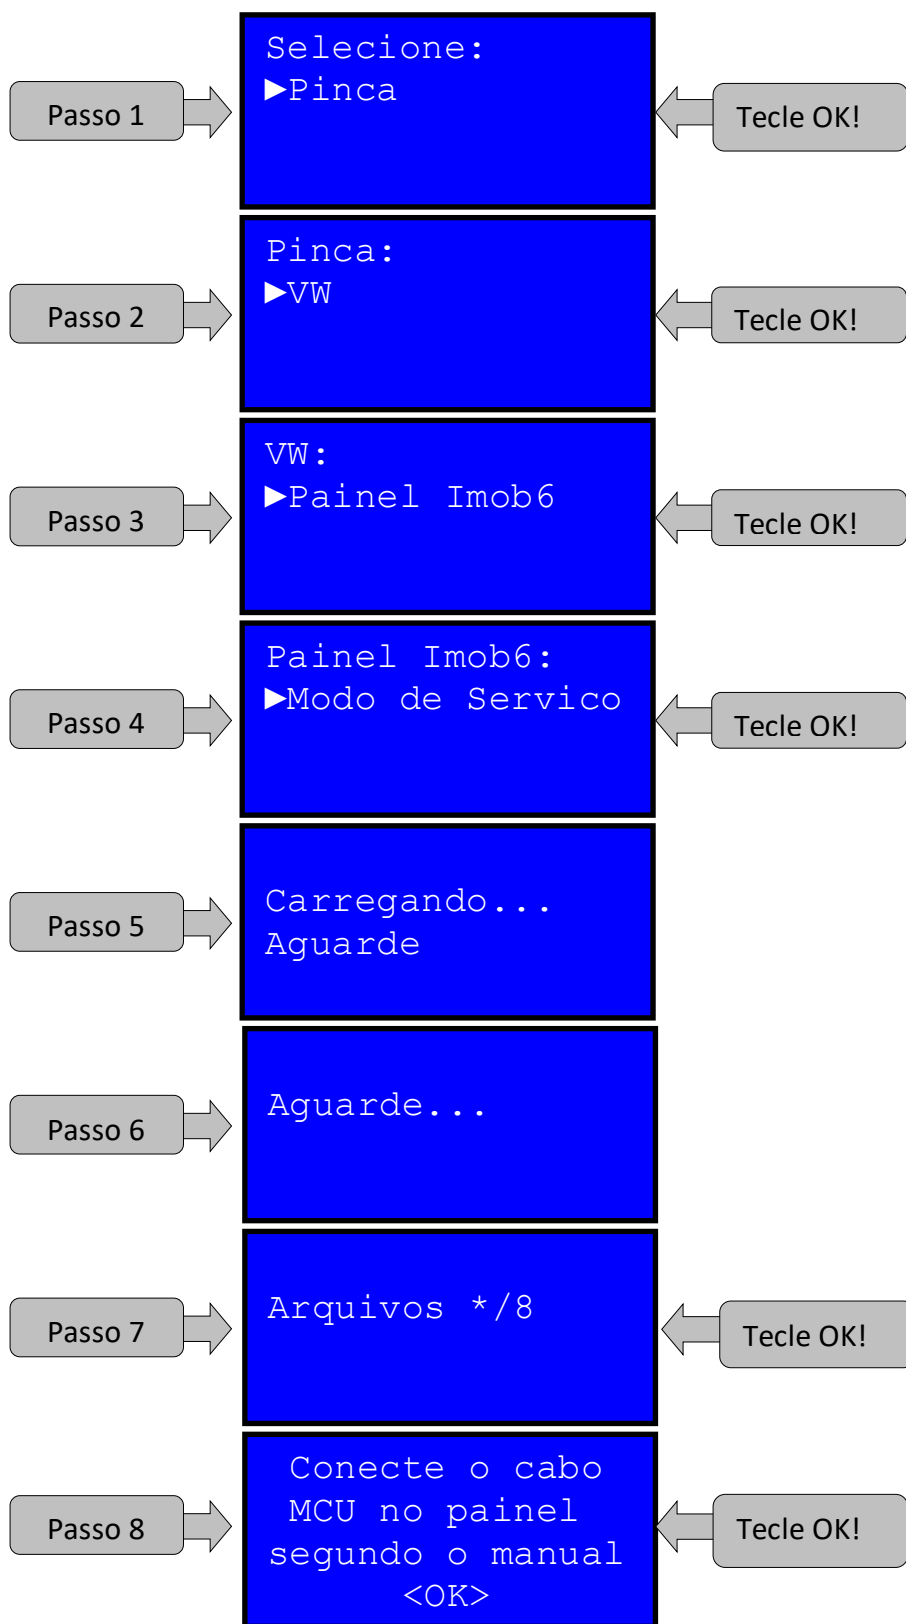 Selecione:
►Pinca
Passo 1
Tecle OK!
Pinca:
►VW
Passo 2
Tecle OK!
VW:
►Painel Imob6
Passo 3
Tecle OK!
Painel Imob6:
►Modo de Servico
Passo 4
Tecle OK!
Carregando...
Aguarde
Passo 5
Aguarde...
Passo 6
Arquivos */8
Passo 7
Tecle OK!
Conecte o cabo
MCU no painel
segundo o manual
<OK>
Passo 8
Tecle OK!